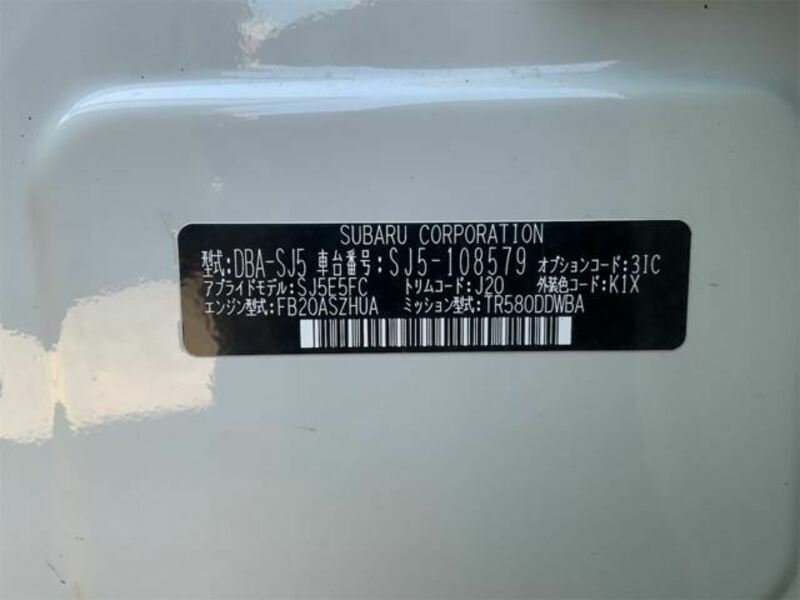 SUBARU CORPORATION
型式:DBA-SJ5 車台番号:SJ5-108579 オプションコード:3IC
アプライドモデル:SJ5E5FC トリムコード:J20 外装色コード:K1X
エンジン型式:FB20ASZHUA ミッション型式:TR580DDWBA